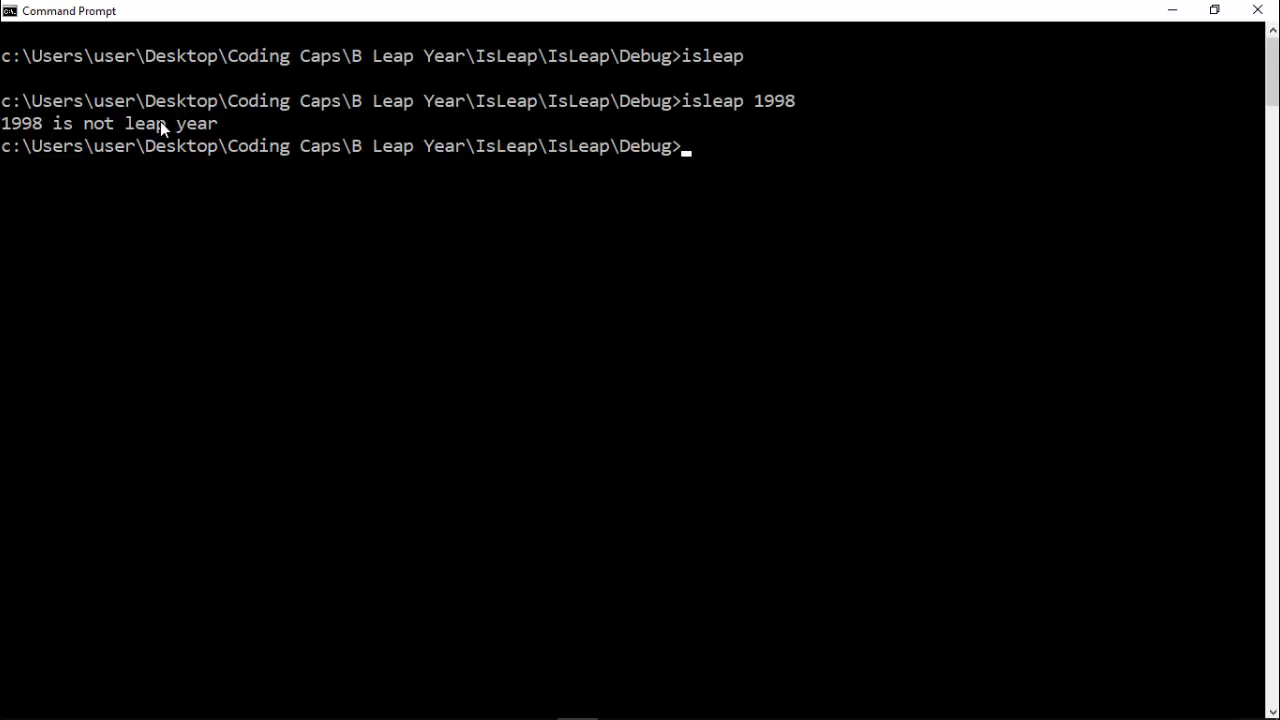 Command Prompt
c:\Users\user\Desktop\Coding Caps\B Leap Year\IsLeap\IsLeap\Debug>isleap
c:\Users\user\Desktop\Coding Caps\B Leap Year\IsLeap\IsLeap\Debug>isleap 1998
1998 is not leap year
c:\Users\user\Desktop\Coding Caps\B Leap Year\IsLeap\IsLeap\Debug>